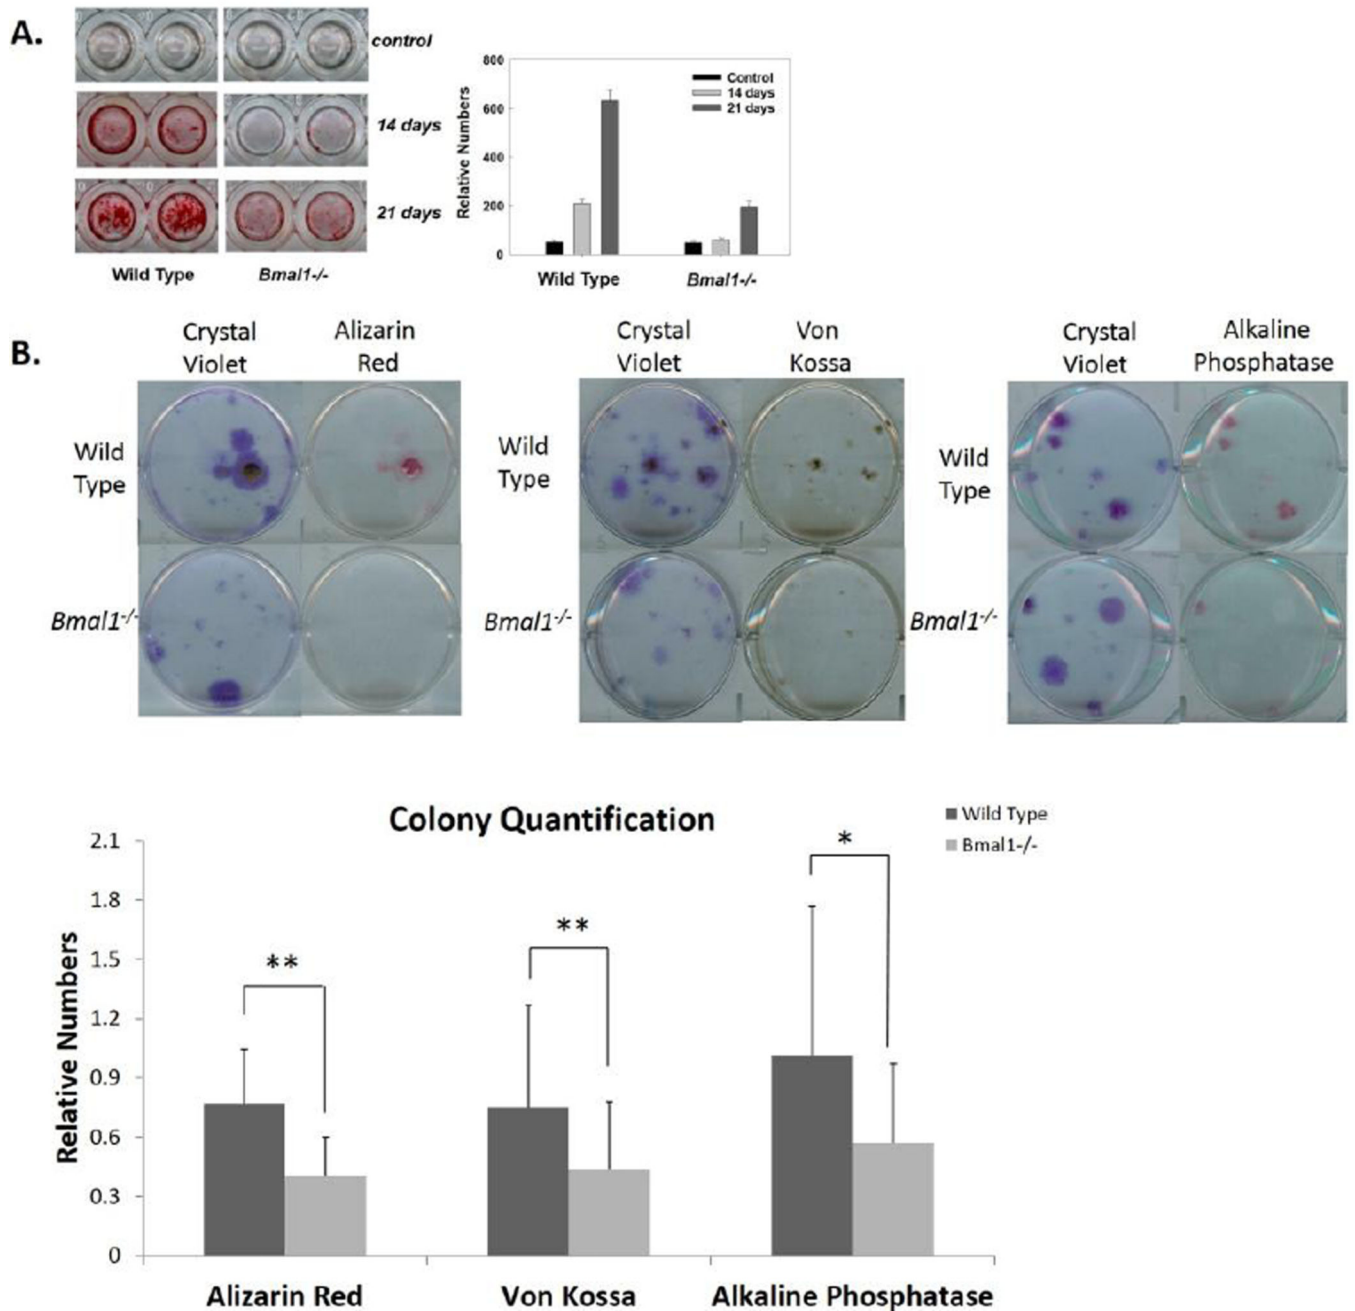 A.
control
14 days
21 days
Wild Type
Bmal1-/-
800
600
400
200
0
Relative Numbers
Control
14 days
21 days
Wild Type
Bmal1-/-
B.
Crystal
Violet
Alizarin
Red
Wild
Type
Bmal1-/-
Crystal
Violet
Von
Kossa
Wild
Type
Bmal1-/-
Crystal
Violet
Alkaline
Phosphatase
Wild
Type
Bmal1-/-
Colony Quantification
Wild Type
Bmal1-/-
2.1
1.8
1.5
1.2
0.9
0.6
0.3
0
Relative Numbers
**
**
*
Alizarin Red
Von Kossa
Alkaline Phosphatase